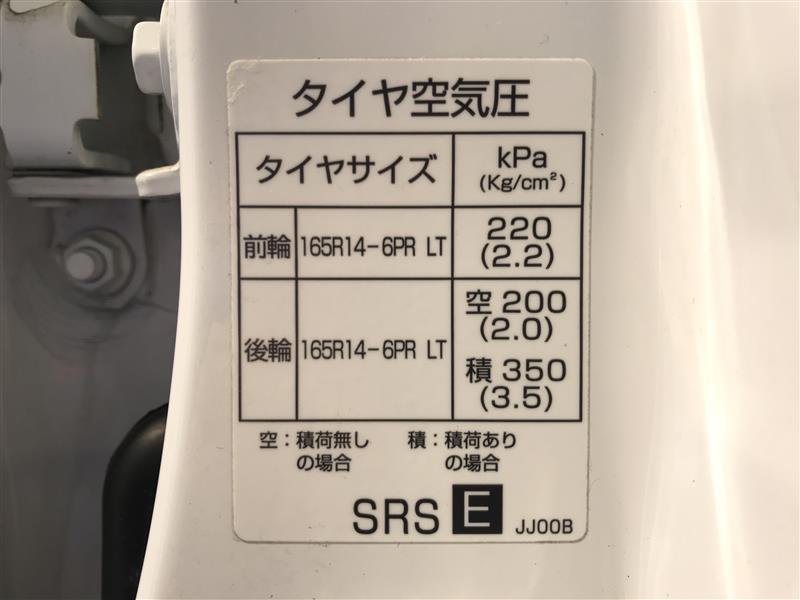 タイヤ空気圧
タイヤサイズ kPa
(Kg/cm²)
前輪 165R14-6PR LT 220
(2.2)
後輪 165R14-6PR LT 空 200
(2.0)
積 350
(3.5)
空：積荷無し 積：積荷あり
の場合 の場合
SRS E JJ00B